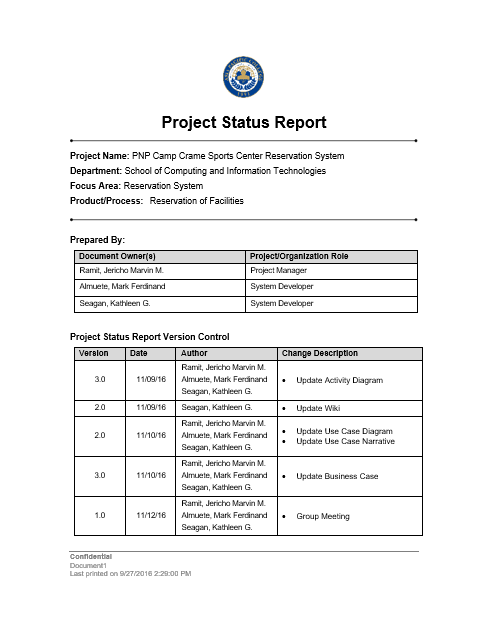 Project Status Report
Project Name: PNP Camp Crame Sports Center Reservation System
Department: School of Computing and Information Technologies
Focus Area: Reservation System
Product/Process: Reservation of Facilities
Prepared By:
Document Owner(s) Project/Organization Role
Ramit, Jericho Marvin M. Project Manager
Almuete, Mark Ferdinand System Developer
Seagan, Kathleen G. System Developer
Project Status Report Version Control
Version Date Author Change Description
Ramit, Jericho Marvin M.
3.0 11/09/16 Almuete, Mark Ferdinand • Update Activity Diagram
Seagan, Kathleen G.
2.0 11/09/16 Seagan, Kathleen G. • Update Wiki
Ramit, Jericho Marvin M.
2.0 11/10/16 Almuete, Mark Ferdinand • Update Use Case Diagram
Seagan, Kathleen G. • Update Use Case Narrative
Ramit, Jericho Marvin M.
3.0 11/10/16 Almuete, Mark Ferdinand • Update Business Case
Seagan, Kathleen G.
Ramit, Jericho Marvin M.
1.0 11/12/16 Almuete, Mark Ferdinand • Group Meeting
Seagan, Kathleen G.
Confidential
Document1
Last printed on 9/27/2016 2:29:00 PM